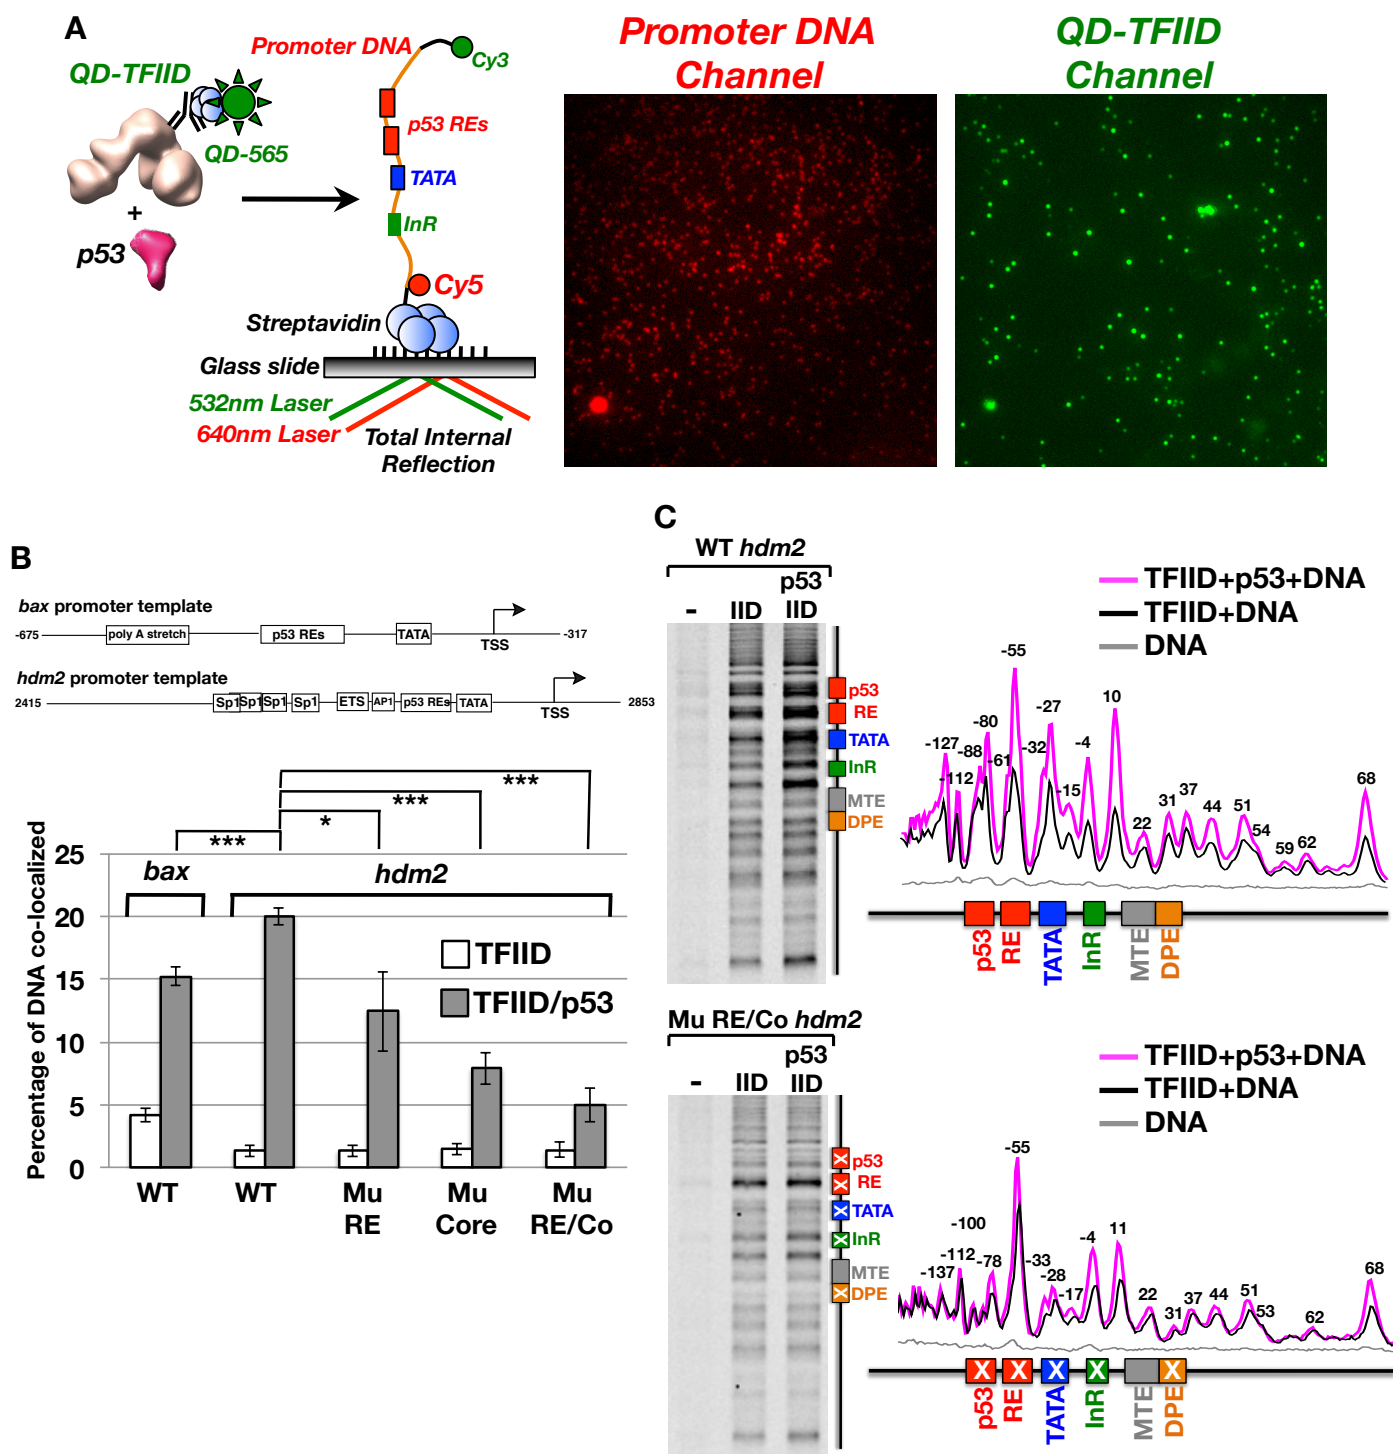 A
QD-TFIID
QD-565
+
p53
Promoter DNA
Cy3
p53 REs
TATA
InR
Cy5
Streptavidin
Glass slide
532nm Laser
640nm Laser
Total Internal
Reflection
Promoter DNA
Channel
QD-TFIID
Channel
B
bax promoter template
-675
poly A stretch
p53 REs
TATA
TSS
-317
hdm2 promoter template
2415
Sp1
Sp1
Sp1
Sp1
ETS
AP1
p53 REs
TATA
TSS
2853
***
***
*
***
Percentage of DNA co-localized
25
20
15
10
5
0
bax
hdm2
TFIID
TFIID/p53
WT
WT
Mu
RE
Mu
Core
Mu
RE/Co
C
WT hdm2
p53
- IID IID
p53
RE
TATA
InR
MTE
DPE
TFIID+p53+DNA
TFIID+DNA
DNA
-127
-112
-88
-80
-61
-55
-32
-27
-15
-4
10
22
31
37
44
51
54
59
62
68
p53
RE
TATA
InR
MTE
DPE
Mu RE/Co hdm2
p53
- IID IID
X p53
X RE
X TATA
X InR
MTE
X DPE
TFIID+p53+DNA
TFIID+DNA
DNA
-137
-112
-100
-78
-55
-33
-28
-17
-4
11
22
31
37
44
51
53
62
68
X X X X X
p53
RE
TATA
InR
MTE
DPE